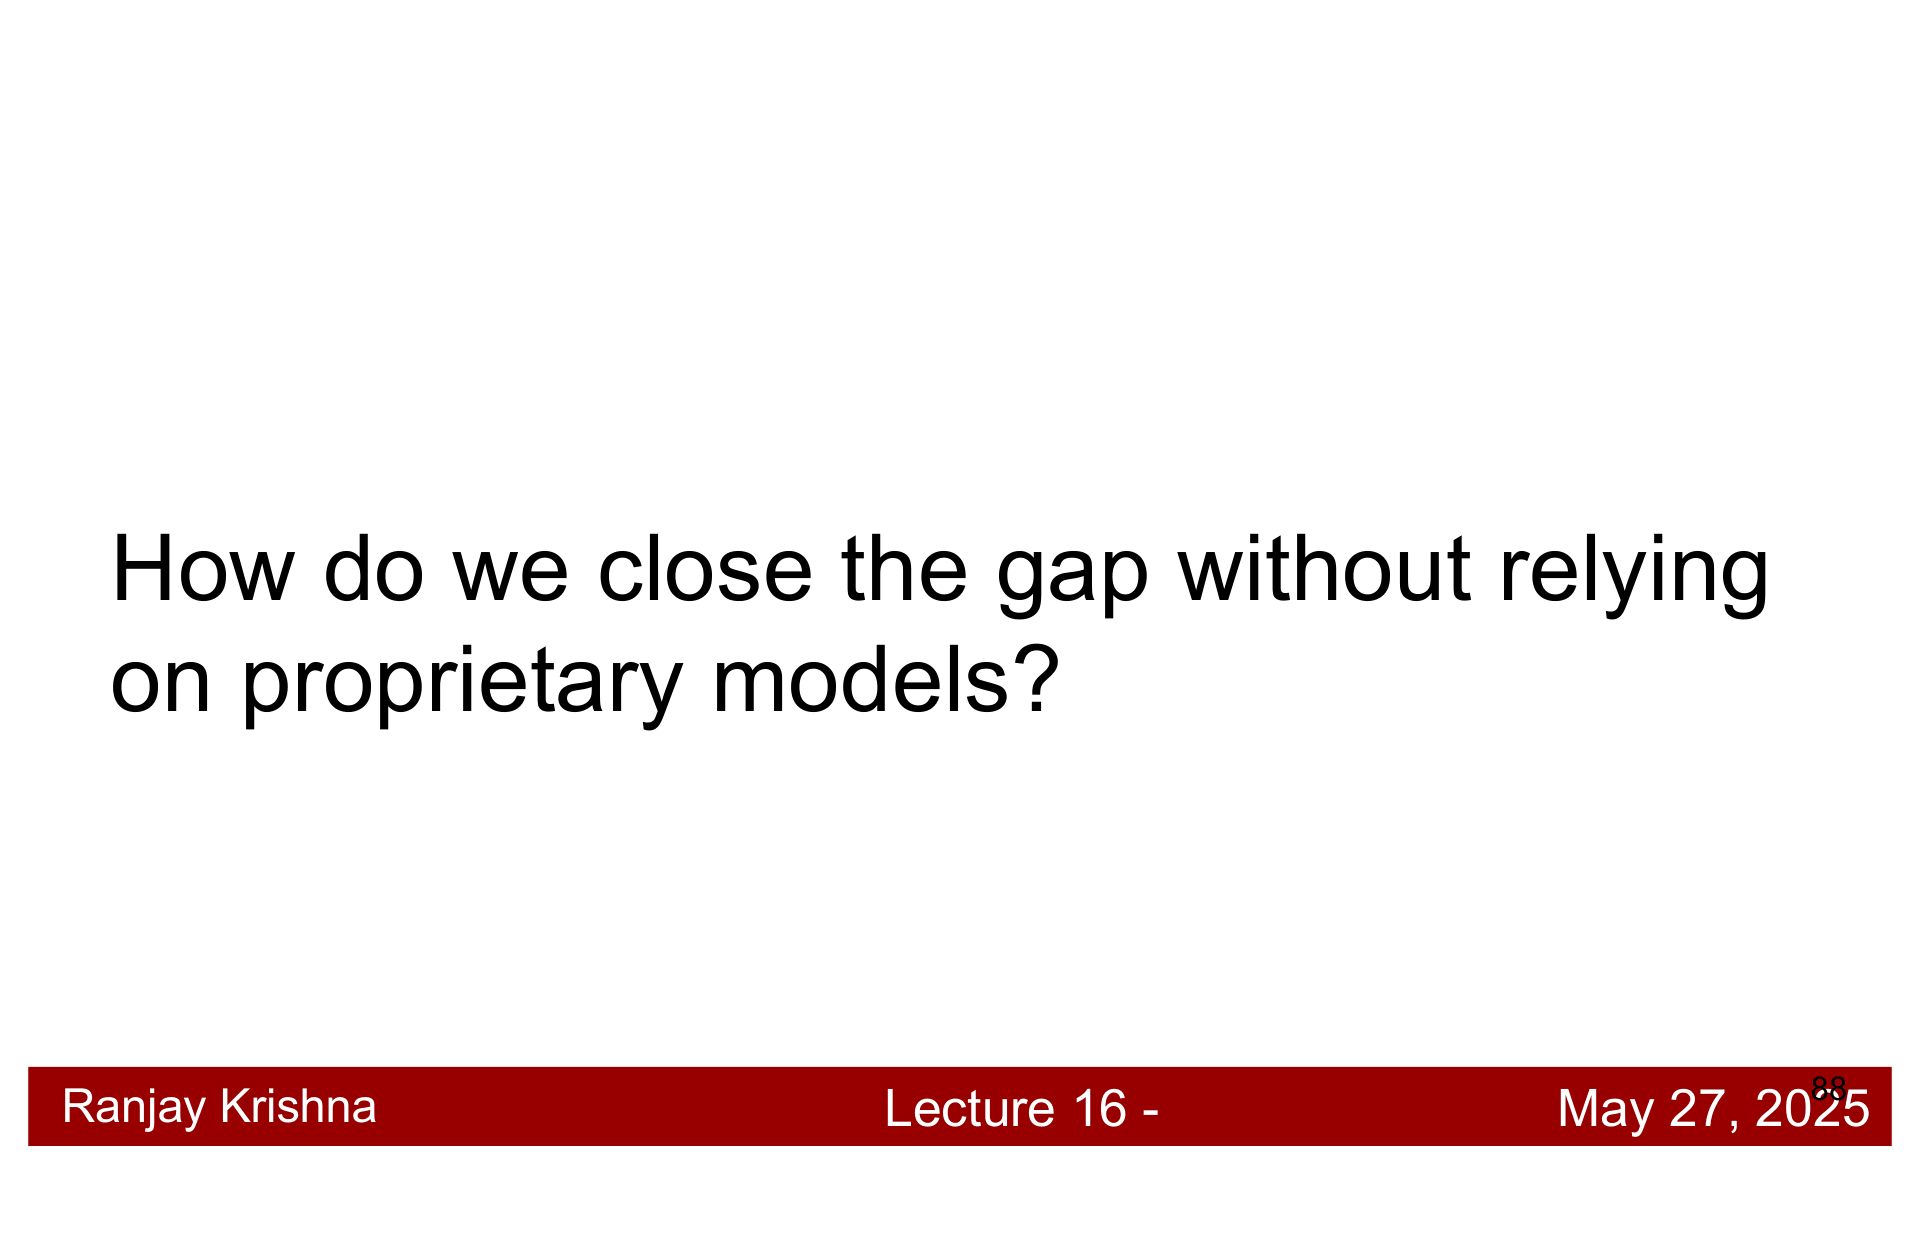 How do we close the gap without relying
on proprietary models?
Ranjay Krishna
Lecture 16 -
May 27, 2025
88